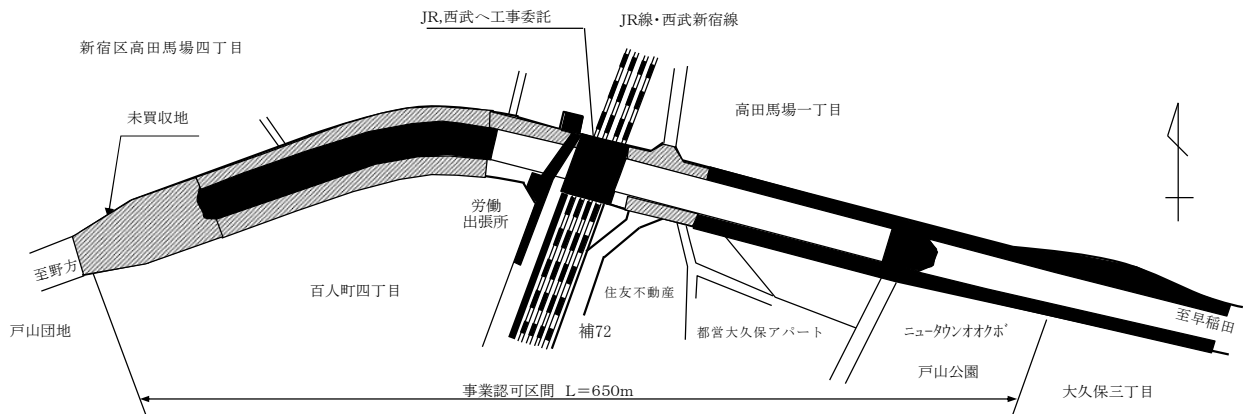 JR,西武へ工事委託
JR線・西武新宿線
新宿区高田馬場四丁目
高田馬場一丁目
未買収地
労働
出張所
至野方
百人町四丁目
住友不動産
戸山団地
補72
都営大久保アパート
ニュータウンオオクボ
至早稲田
戸山公園
事業認可区間 L=650m
大久保三丁目